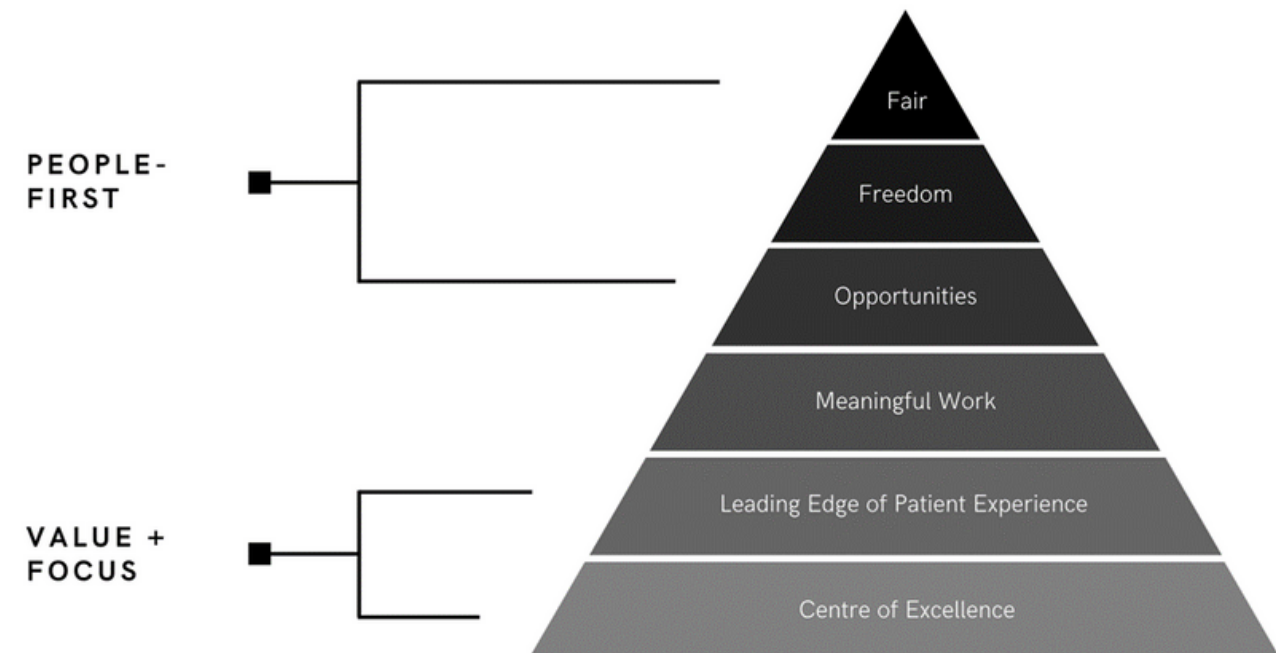 PEOPLE-
FIRST
Fair
Freedom
Opportunities
Meaningful Work
VALUE +
FOCUS
Leading Edge of Patient Experience
Centre of Excellence